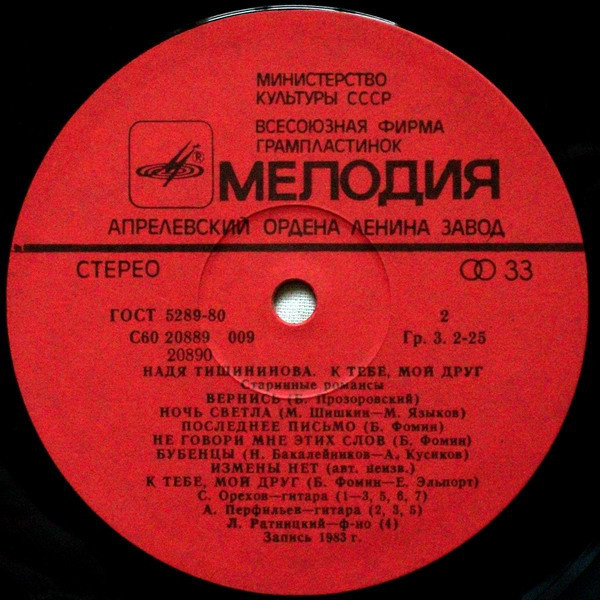 МИНИСТЕРСТВО
КУЛЬТУРЫ СССР
ВСЕСОЮЗНАЯ ФИРМА
ГРАМПЛАСТИНОК
®
МЕЛОДИЯ
АПРЕЛЕВСКИЙ ОРДЕНА ЛЕНИНА ЗАВОД
СТЕРЕО 33
ГОСТ 5289-80 2
С60 20889 009 Гр. 3. 2-25
20890
НАДЯ ТИШИНИНОВА. К ТЕБЕ, МОЙ ДРУГ
Старинные романсы
ВЕРНИСЬ (Б. Прозоровский)
НОЧЬ СВЕТЛА (М. Шишкин—М. Языков)
ПОСЛЕДНЕЕ ПИСЬМО (Б. Фомин)
НЕ ГОВОРИ МНЕ ЭТИХ СЛОВ (Б. Фомин)
БУБЕНЦЫ (Н. Бакалейников—А. Кусиков)
ИЗМЕНЫ НЕТ (авт. неизв.)
К ТЕБЕ, МОЙ ДРУГ (Б. Фомин—Е. Эльпорт)
С. Орехов—гитара (1—3, 5, 6, 7)
А. Перфильев—гитара (2, 3, 5)
Л. Ратницкий—ф-но (4)
Запись 1983 г.